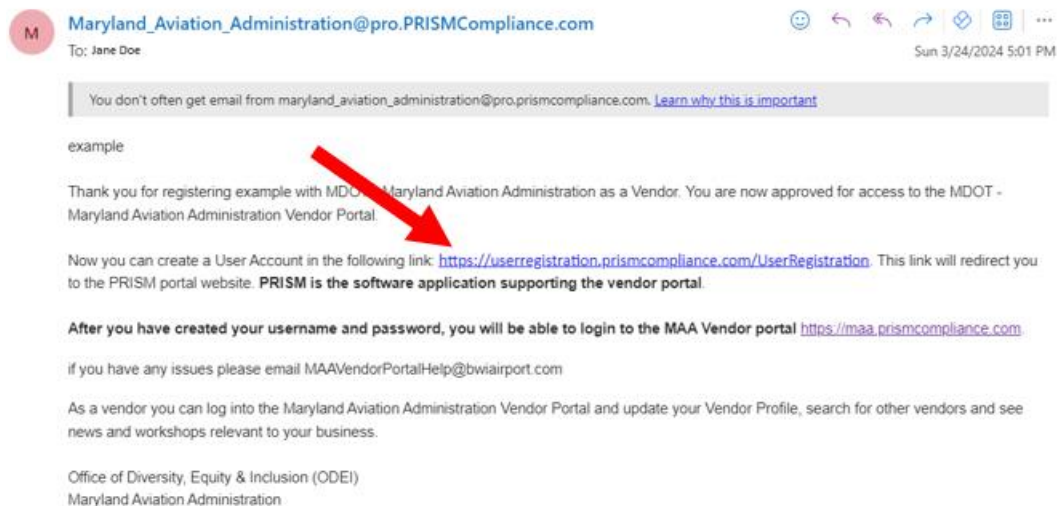 M
Maryland_Aviation_Administration@pro.PRISMCompliance.com
To: Jane Doe
Sun 3/24/2024 5:01 PM
You don't often get email from maryland_aviation_administration@pro.prismcompliance.com. Learn why this is important
example
Thank you for registering example with MDOT - Maryland Aviation Administration as a Vendor. You are now approved for access to the MDOT -
Maryland Aviation Administration Vendor Portal.
Now you can create a User Account in the following link: https://userregistration.prismcompliance.com/UserRegistration. This link will redirect you
to the PRISM portal website. PRISM is the software application supporting the vendor portal.
After you have created your username and password, you will be able to login to the MAA Vendor portal https://maa.prismcompliance.com.
if you have any issues please email MAAVendorPortalHelp@bwiairport.com
As a vendor you can log into the Maryland Aviation Administration Vendor Portal and update your Vendor Profile, search for other vendors and see
news and workshops relevant to your business.
Office of Diversity, Equity & Inclusion (ODEI)
Maryland Aviation Administration